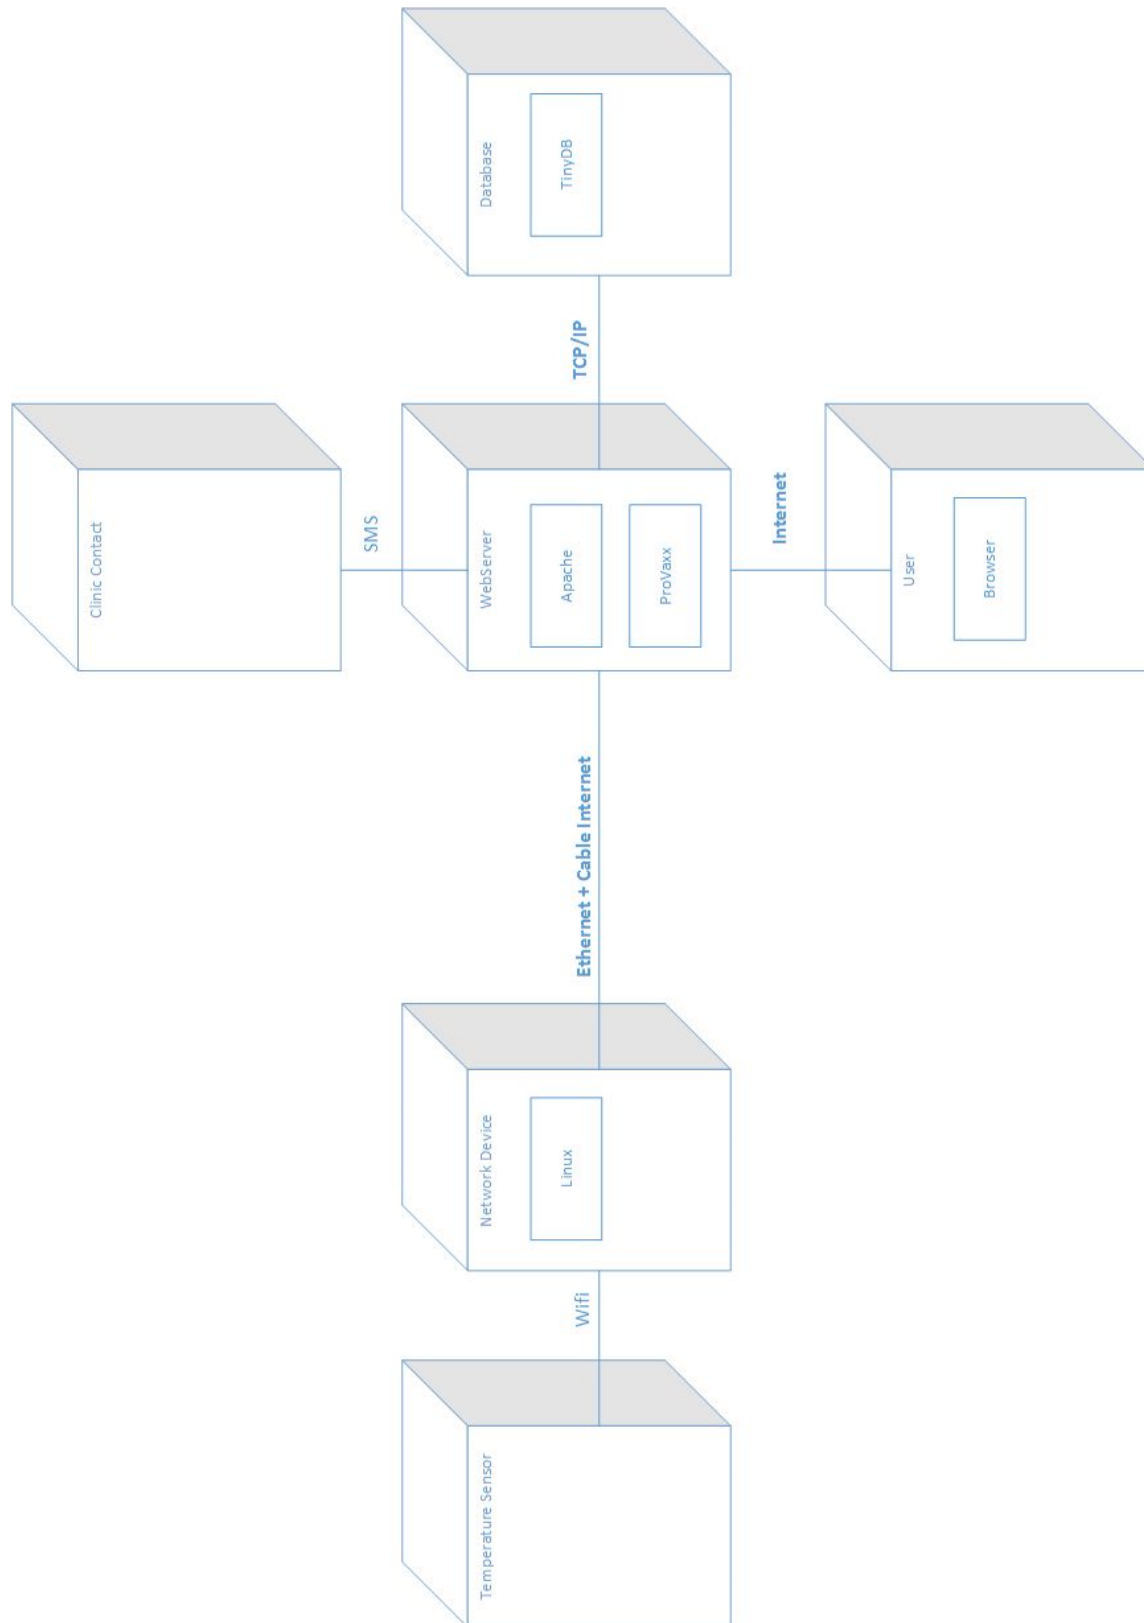 Clinic Contact
SMS
Temperature Sensor
Network Device
WebServer
Database
Linux
Apache
TinyDB
Wifi
Ethernet + Cable Internet
TCP/IP
ProVaxx
Internet
User
Browser